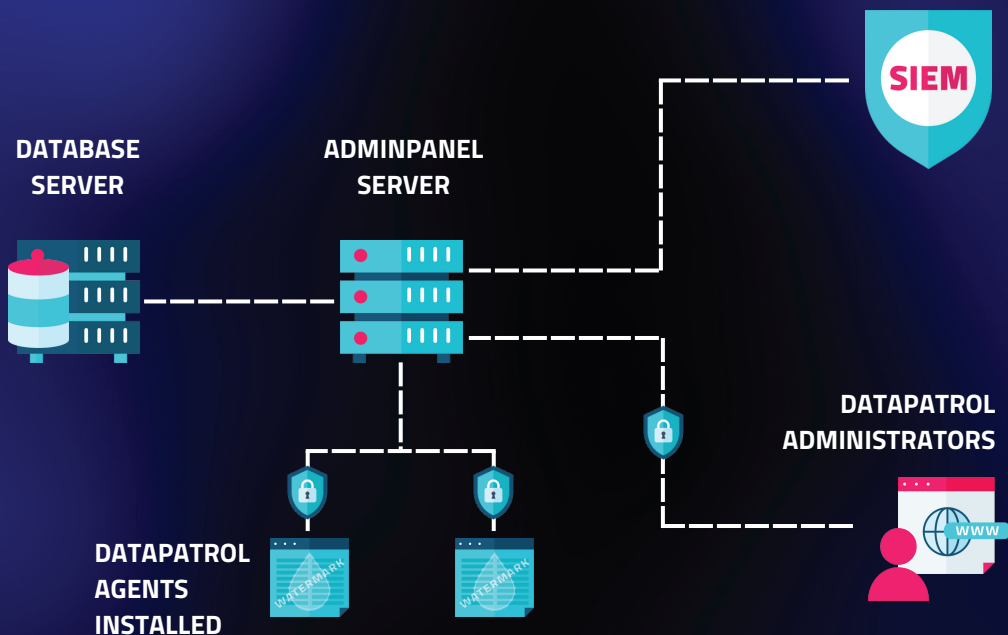 SIEM
DATABASE
SERVER
ADMINPANEL
SERVER
DATAPATROL
ADMINISTRATORS
WWW
DATAPATROL
AGENTS
INSTALLED
WATERMARK
WATERMARK